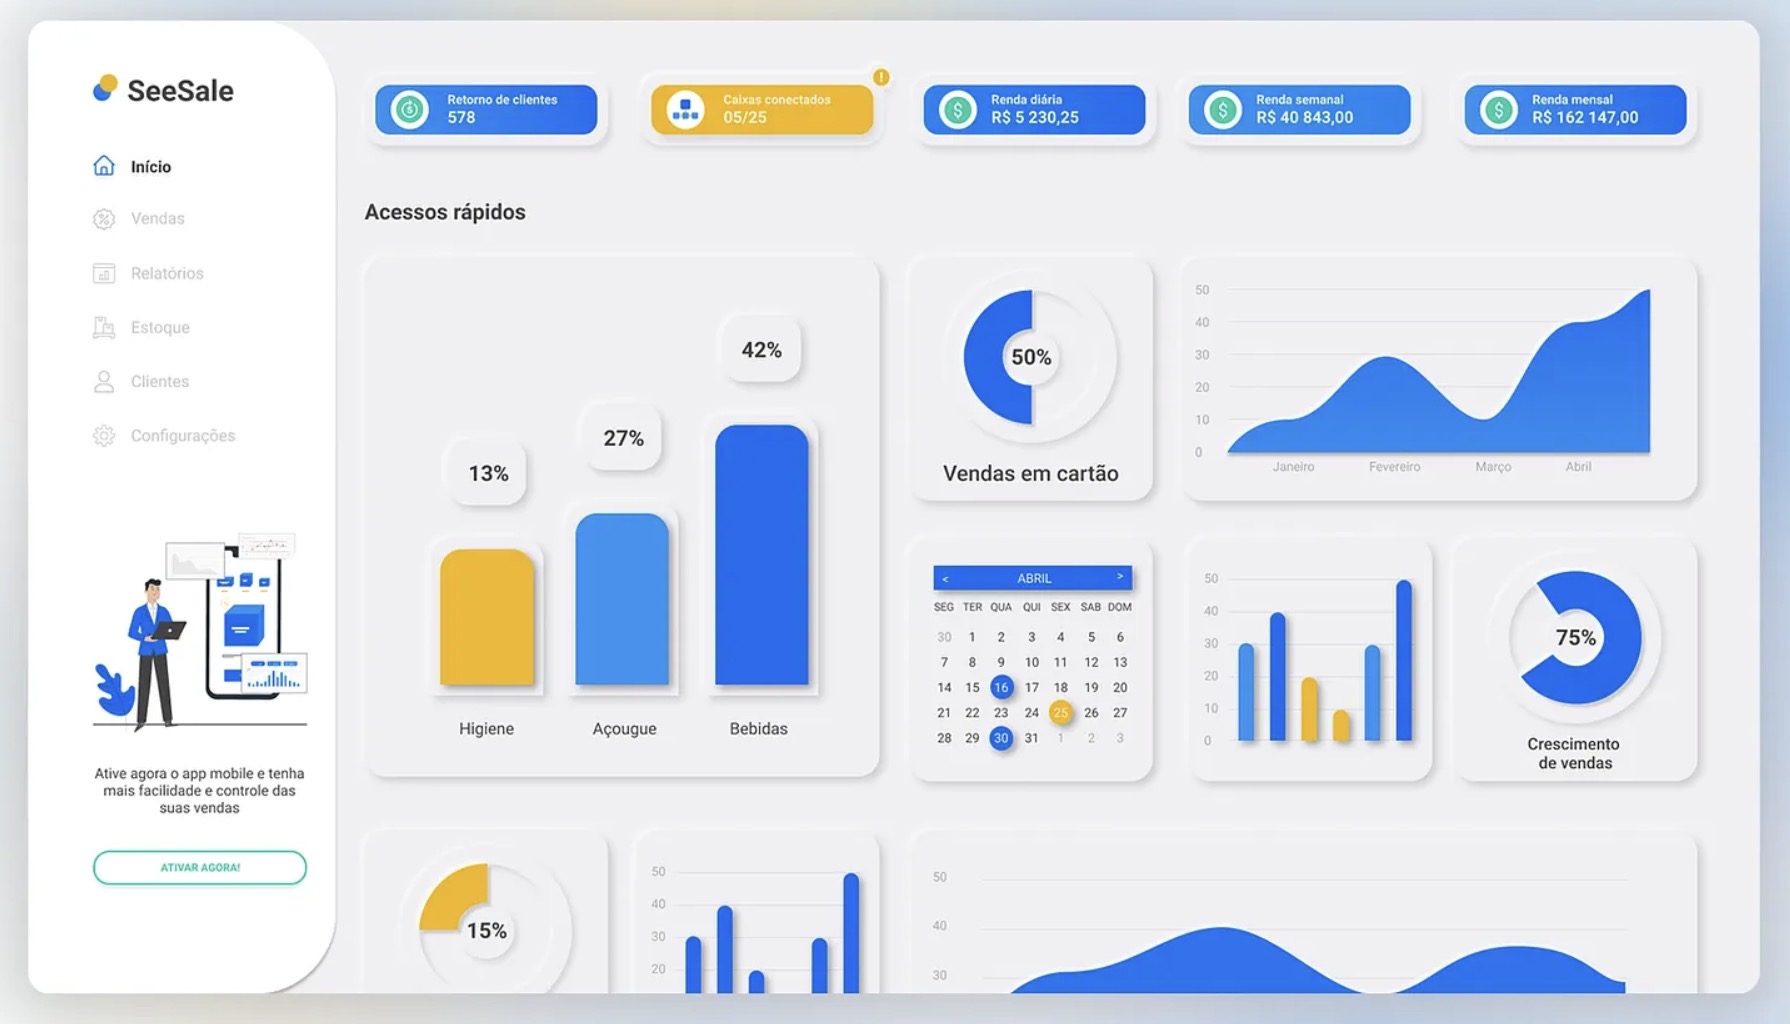 SeeSale
Início
Vendas
Relatórios
Estoque
Clientes
Configurações
Ative agora o app mobile e tenha
mais facilidade e controle das
suas vendas
ATIVAR AGORA!
Retorno de clientes
578
Caixas conectados
05/25
!
Renda diária
R$ 5 230,25
Renda semanal
R$ 40 843,00
Renda mensal
R$ 162 147,00
Acessos rápidos
13%
27%
42%
Higiene Açougue Bebidas
50%
Vendas em cartão
50
40
30
20
10
0
Janeiro Fevereiro Março Abril
< ABRIL >
SEG TER QUA QUI SEX SAB DOM
30 1 2 3 4 5 6
7 8 9 10 11 12 13
14 15 16 17 18 19 20
21 22 23 24 25 26 27
28 29 30 31 1 2 3
50
40
30
20
10
0
75%
Crescimento
de vendas
15%
50
40
30
20
50
40
30